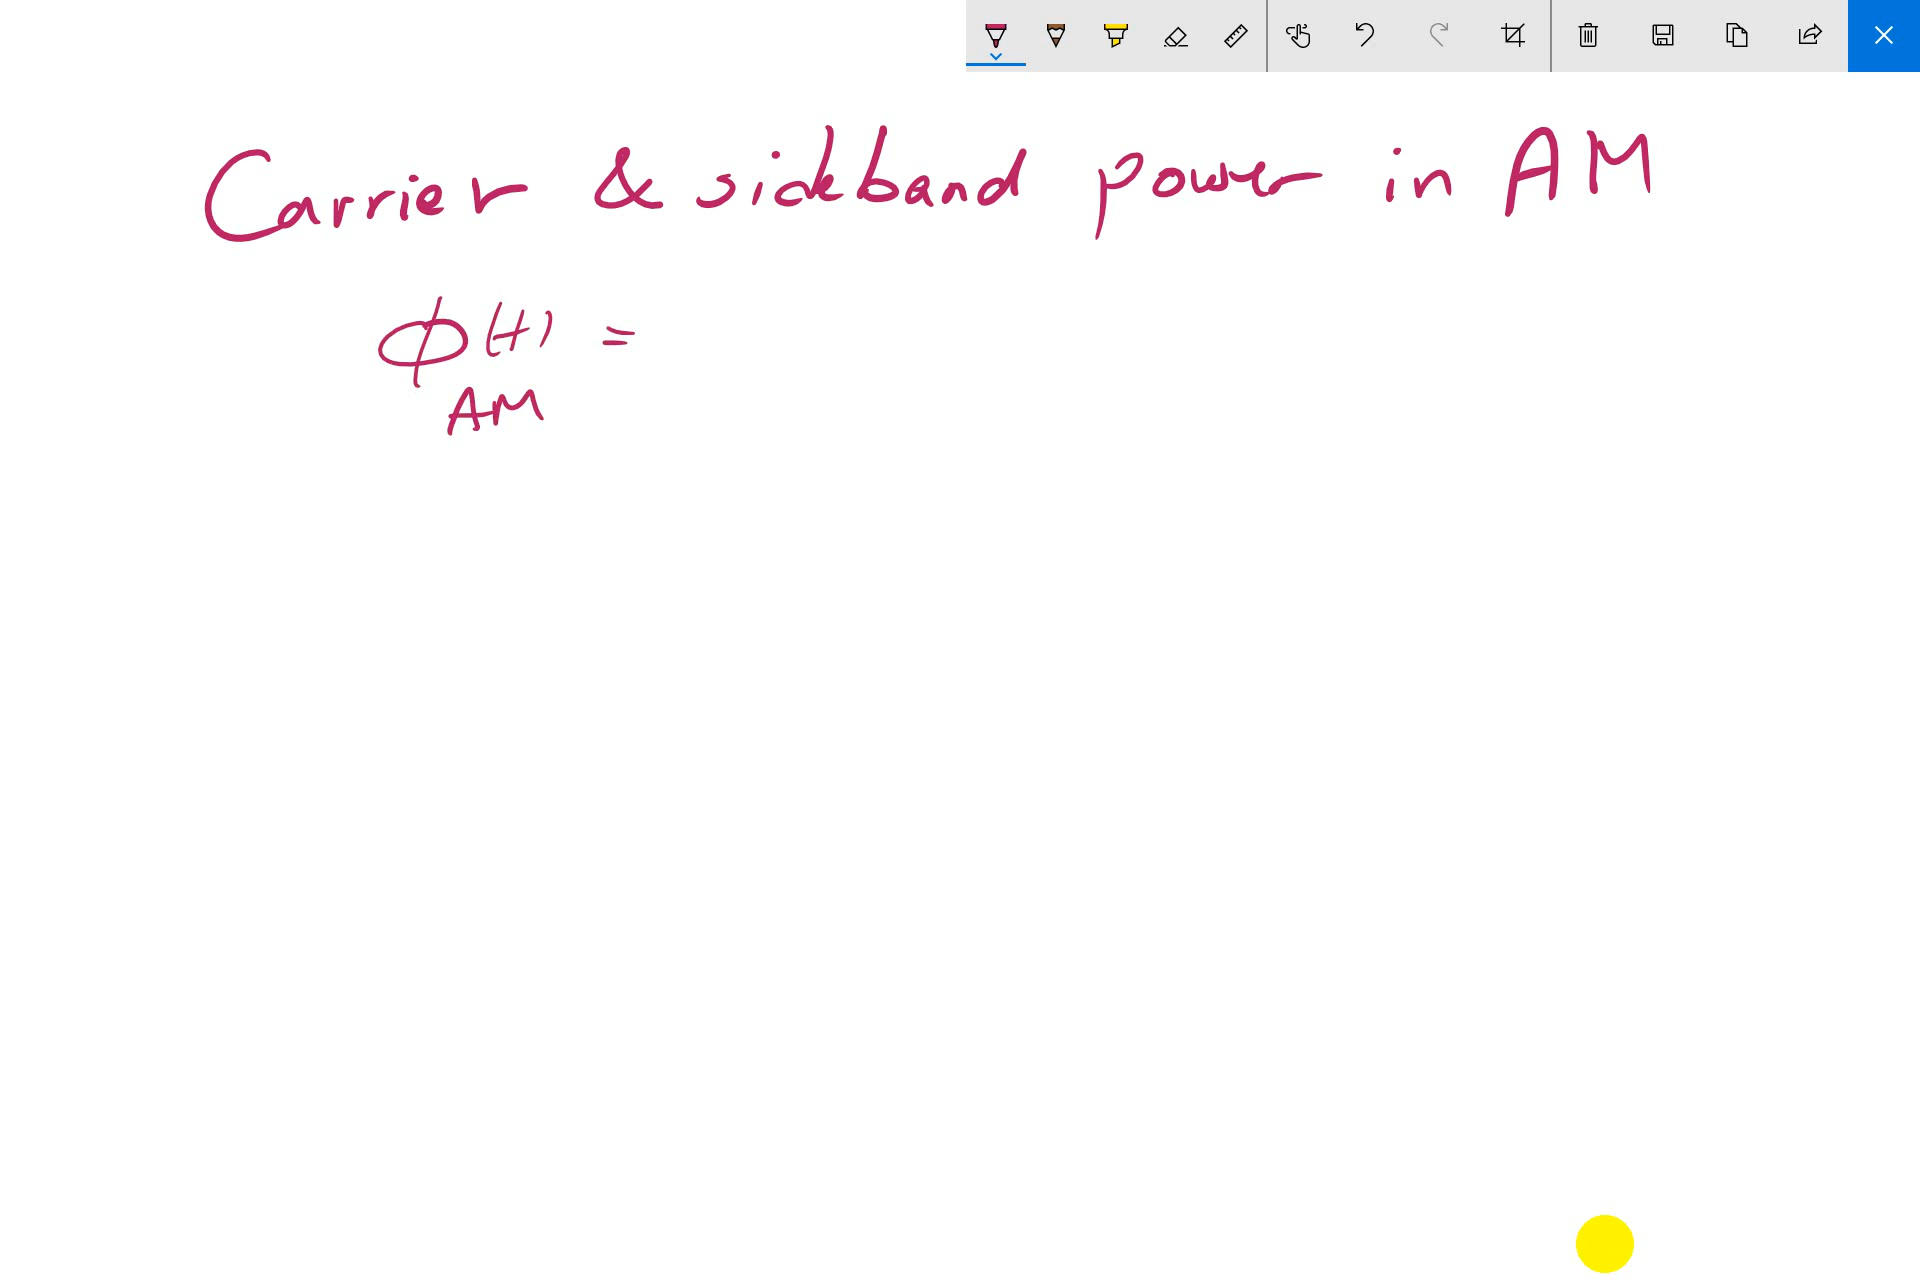 Carrier & sideband power in AM
ϕ(t) =
AM